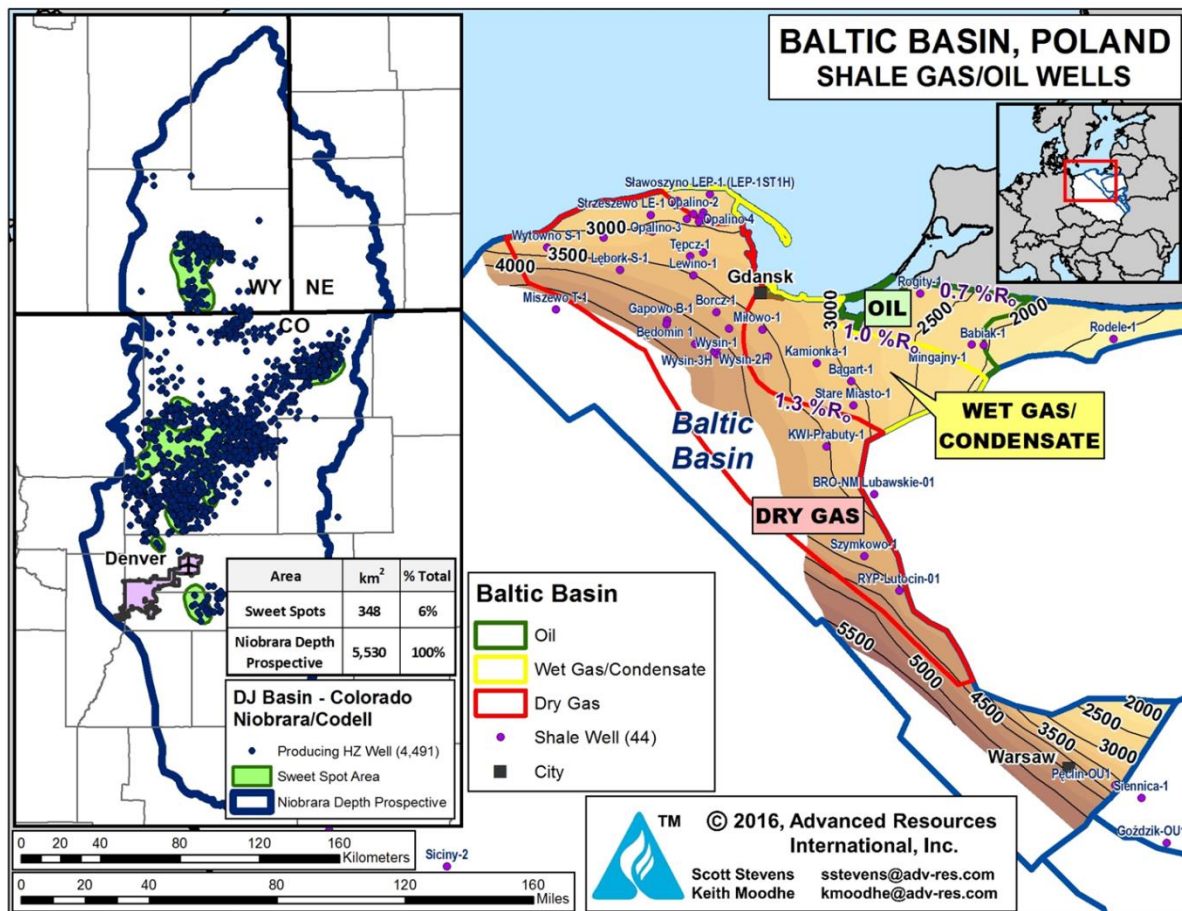 BALTIC BASIN, POLAND
SHALE GAS/OIL WELLS
WY
NE
CO
Denver
Area km² % Total
Sweet Spots 348 6%
Niobrara Depth Prospective 5,530 100%
DJ Basin - Colorado
Niobrara/Codell
Producing HZ Well (4,491)
Sweet Spot Area
Niobrara Depth Prospective
0 20 40 80 120 160
Kilometers
0 20 40 80 120 160
Miles
Siciny-2
Baltic Basin
Oil
Wet Gas/Condensate
Dry Gas
Shale Well (44)
City
Sławoszyno LEP-1 (LEP-1ST1H)
Strzeszewo LE-1
Opalino-2
Opalino-3
Opalino-4
Wytowno S-1
3000
3500
4000
Lębork S-1
Tępcz-1
Lewino-1
Gdansk
Miszewo T-1
Gapowo B-1
Borcz-1
Będomin 1
Miłowo-1
Wysin-1
Wysin-3H
Wysin-2H
Kamionka-1
Bągart-1
Stare Miasto-1
KWI-Prabuty-1
3000
OIL
Rogity-1
0.7 %Ro
2500
2000
1.0 %Ro
Babiak-1
Mingajny-1
Rodele-1
1.3 %Ro
WET GAS/
CONDENSATE
Baltic
Basin
BRO-NM Lubawskie-01
DRY GAS
Szymkowo-1
RYP-Lutocin-01
5500
5000
4500
3500
3000
2500
2000
Warsaw
Pęclin-OU1
Siennica-1
Goździk-OU1
TM
© 2016, Advanced Resources
International, Inc.
Scott Stevens sstevens@adv-res.com
Keith Moodhe kmoodhe@adv-res.com